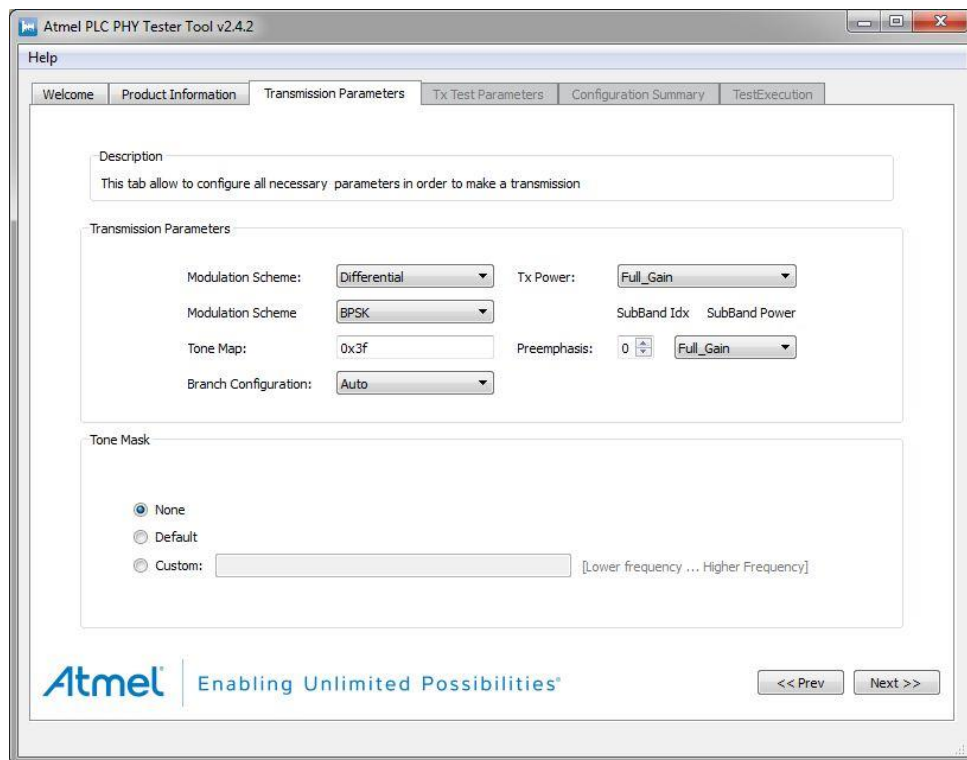 Atmel PLC PHY Tester Tool v2.4.2
Help
Welcome Product Information Transmission Parameters Tx Test Parameters Configuration Summary TestExecution
Description
This tab allow to configure all necessary parameters in order to make a transmission
Transmission Parameters
Modulation Scheme: Differential Tx Power: Full_Gain
Modulation Scheme BPSK SubBand Idx SubBand Power
Tone Map: 0x3f Preemphasis: 0 Full_Gain
Branch Configuration: Auto
Tone Mask
None
Default
Custom: [Lower frequency ... Higher Frequency]
Atmel® Enabling Unlimited Possibilities® << Prev Next >>